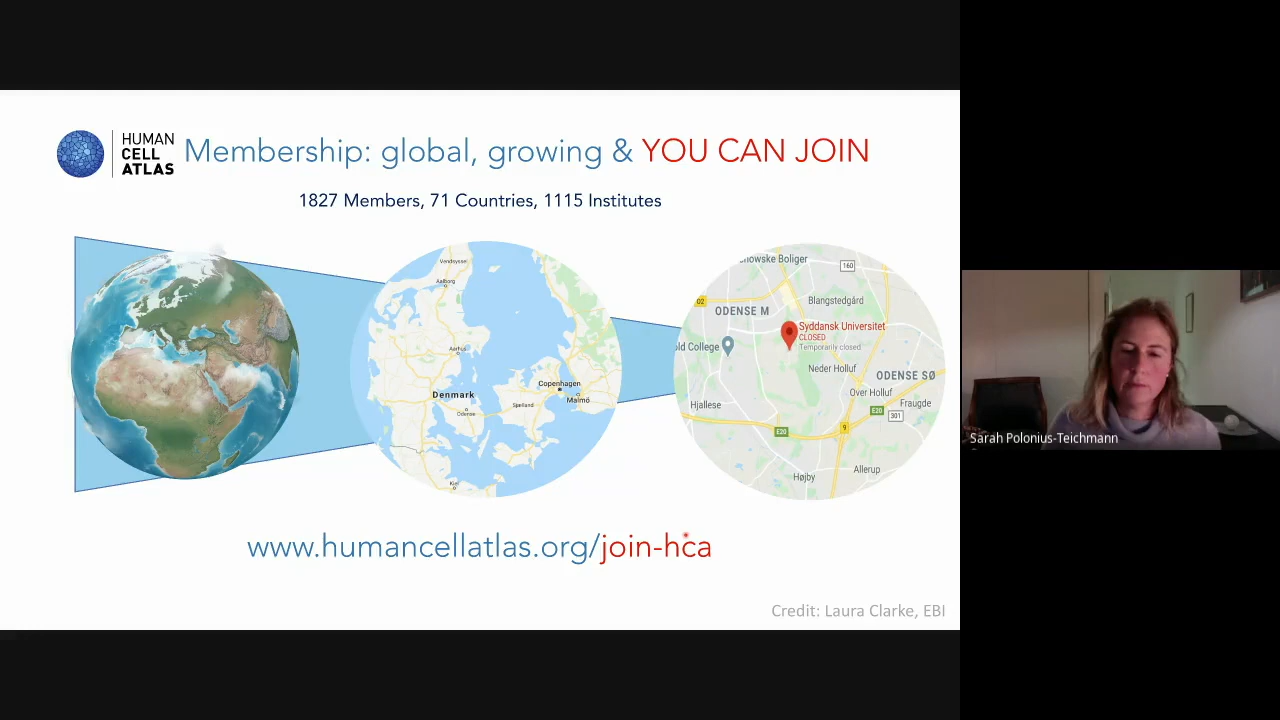 HUMAN
CELL
ATLAS
Membership: global, growing & YOU CAN JOIN
1827 Members, 71 Countries, 1115 Institutes
Vendsyssel
Aalborg
Aarhus
Denmark
Odense
Copenhagen
Sjælland
Malmö
Kiel
howske Boliger
160
02
Blangstedgård
ODENSE M
Syddansk Universitet
CLOSED
Temporarily closed
ld College
Neder Holluf
ODENSE SØ
Over Holluf
Hjallese
E20
Fraugde
301
9
E20
Allerup
Højby
www.humancellatlas.org/join-hca
Credit: Laura Clarke, EBI
Sarah Polonius-Teichmann